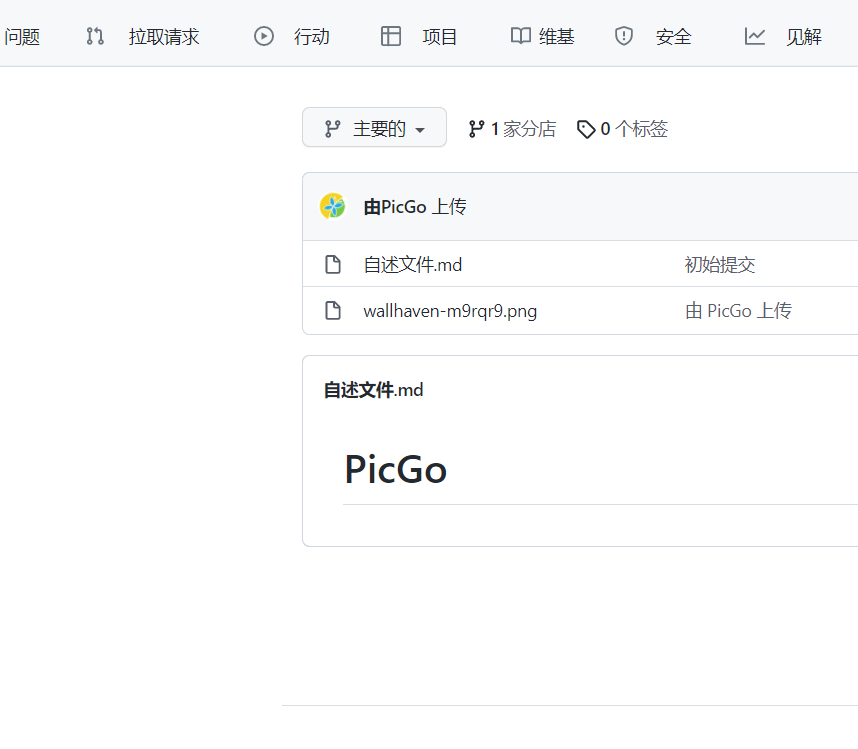 问题 拉取请求 行动 项目 维基 安全 见解
主要的 1 家分店 0 个标签
由PicGo 上传
自述文件.md 初始提交
wallhaven-m9rqr9.png 由 PicGo 上传
自述文件.md
PicGo